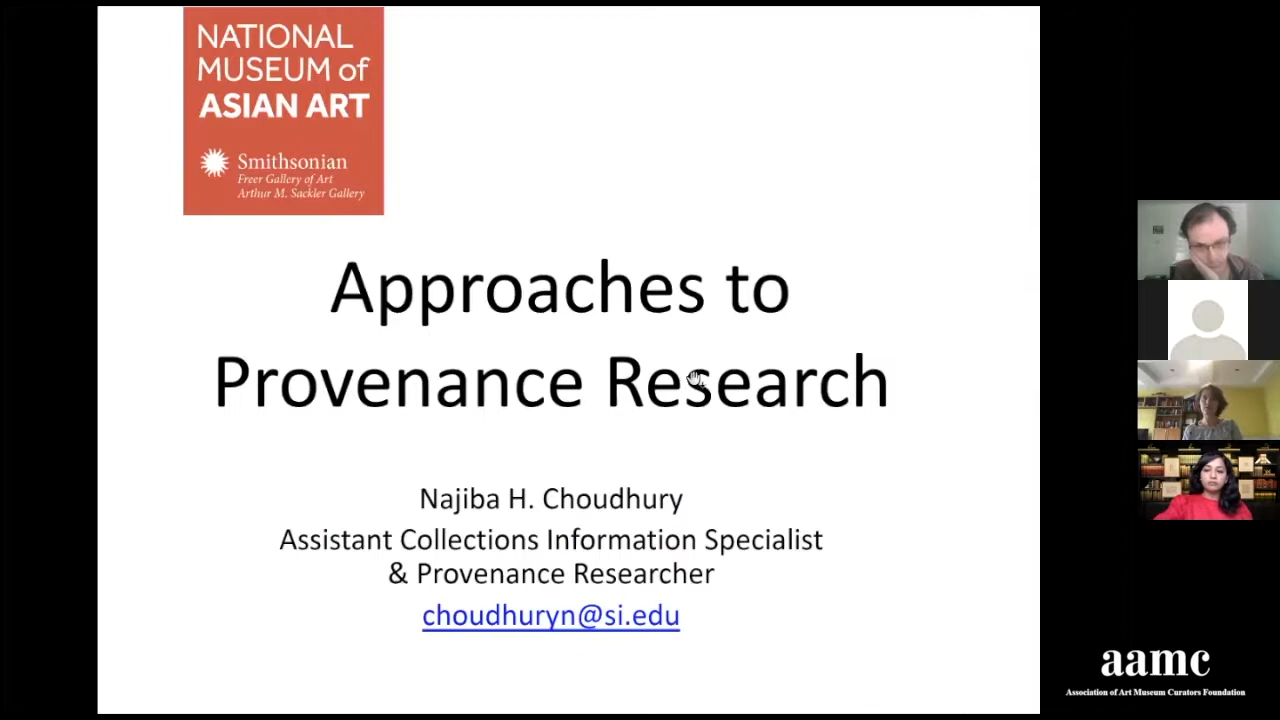 NATIONAL
MUSEUM of
ASIAN ART
Smithsonian
Freer Gallery of Art
Arthur M. Sackler Gallery
Approaches to
Provenance Research
Najiba H. Choudhury
Assistant Collections Information Specialist
& Provenance Researcher
choudhuryn@si.edu
aamc
Association of Art Museum Curators Foundation